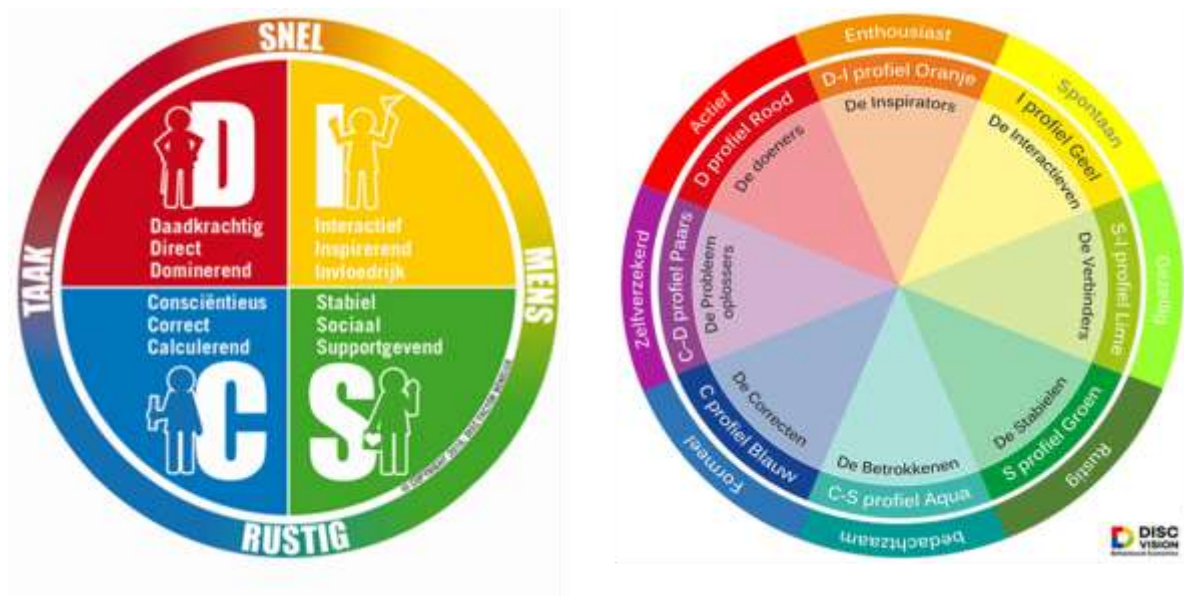 SNEL
TAAK
MENS
RUSTIG
D
Daadkrachtig
Direct
Dominerend
I
Interactief
Inspirerend
Invloedrijk
Consciëntieus
Correct
Calculerend
C
Stabiel
Sociaal
Supportgevend
S
Enthousiast
D-I profiel Oranje
De Inspirators
Spontaan
I profiel Geel
De Interactieven
S-I profiel Lime
De Verbinders
Rustig
S profiel Groen
De Stabielen
bedachtzaam
C-S profiel Aqua
De Betrokkenen
Formeel
C profiel Blauw
De Correcten
Zelfverzekerd
C-D profiel Paars
De Probleem
oplossers
Actief
D profiel Rood
De doeners
DISC
VISION